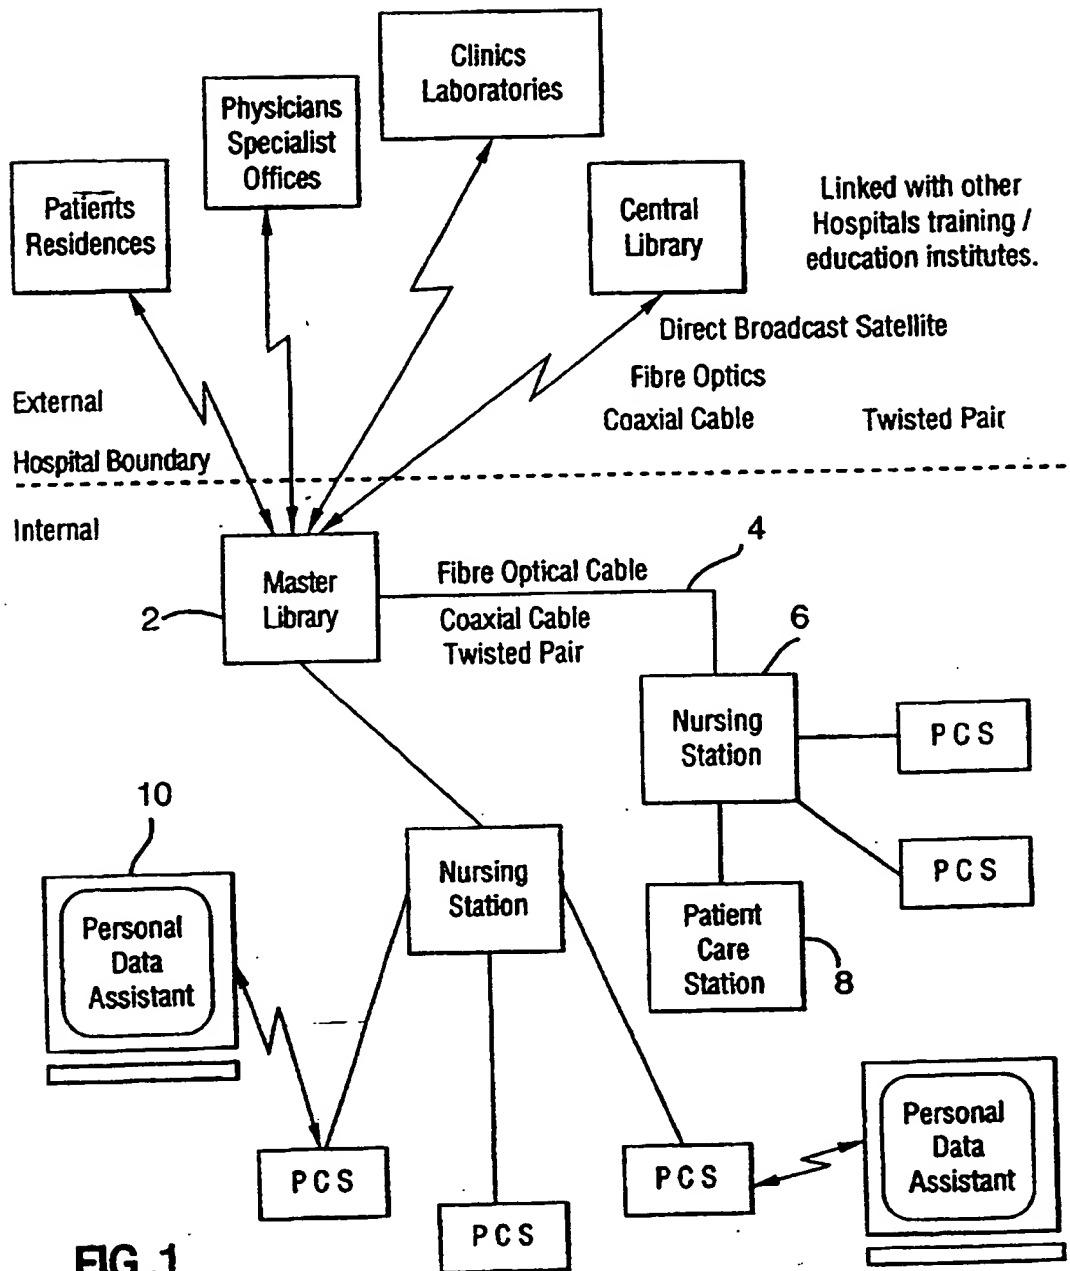 Clinics
Laboratories
Physicians
Specialist
Offices
Patients
Residences
Central
Library
Linked with other
Hospitals training /
education institutes.
Direct Broadcast Satellite
Fibre Optics
Coaxial Cable
Twisted Pair
External
Hospital Boundary
Internal
Master
Library
2
Fibre Optical Cable
Coaxial Cable
Twisted Pair
4
6
Nursing
Station
PCS
PCS
Patient
Care
Station
8
10
Personal
Data
Assistant
Nursing
Station
PCS
PCS
PCS
Personal
Data
Assistant
FIG.1